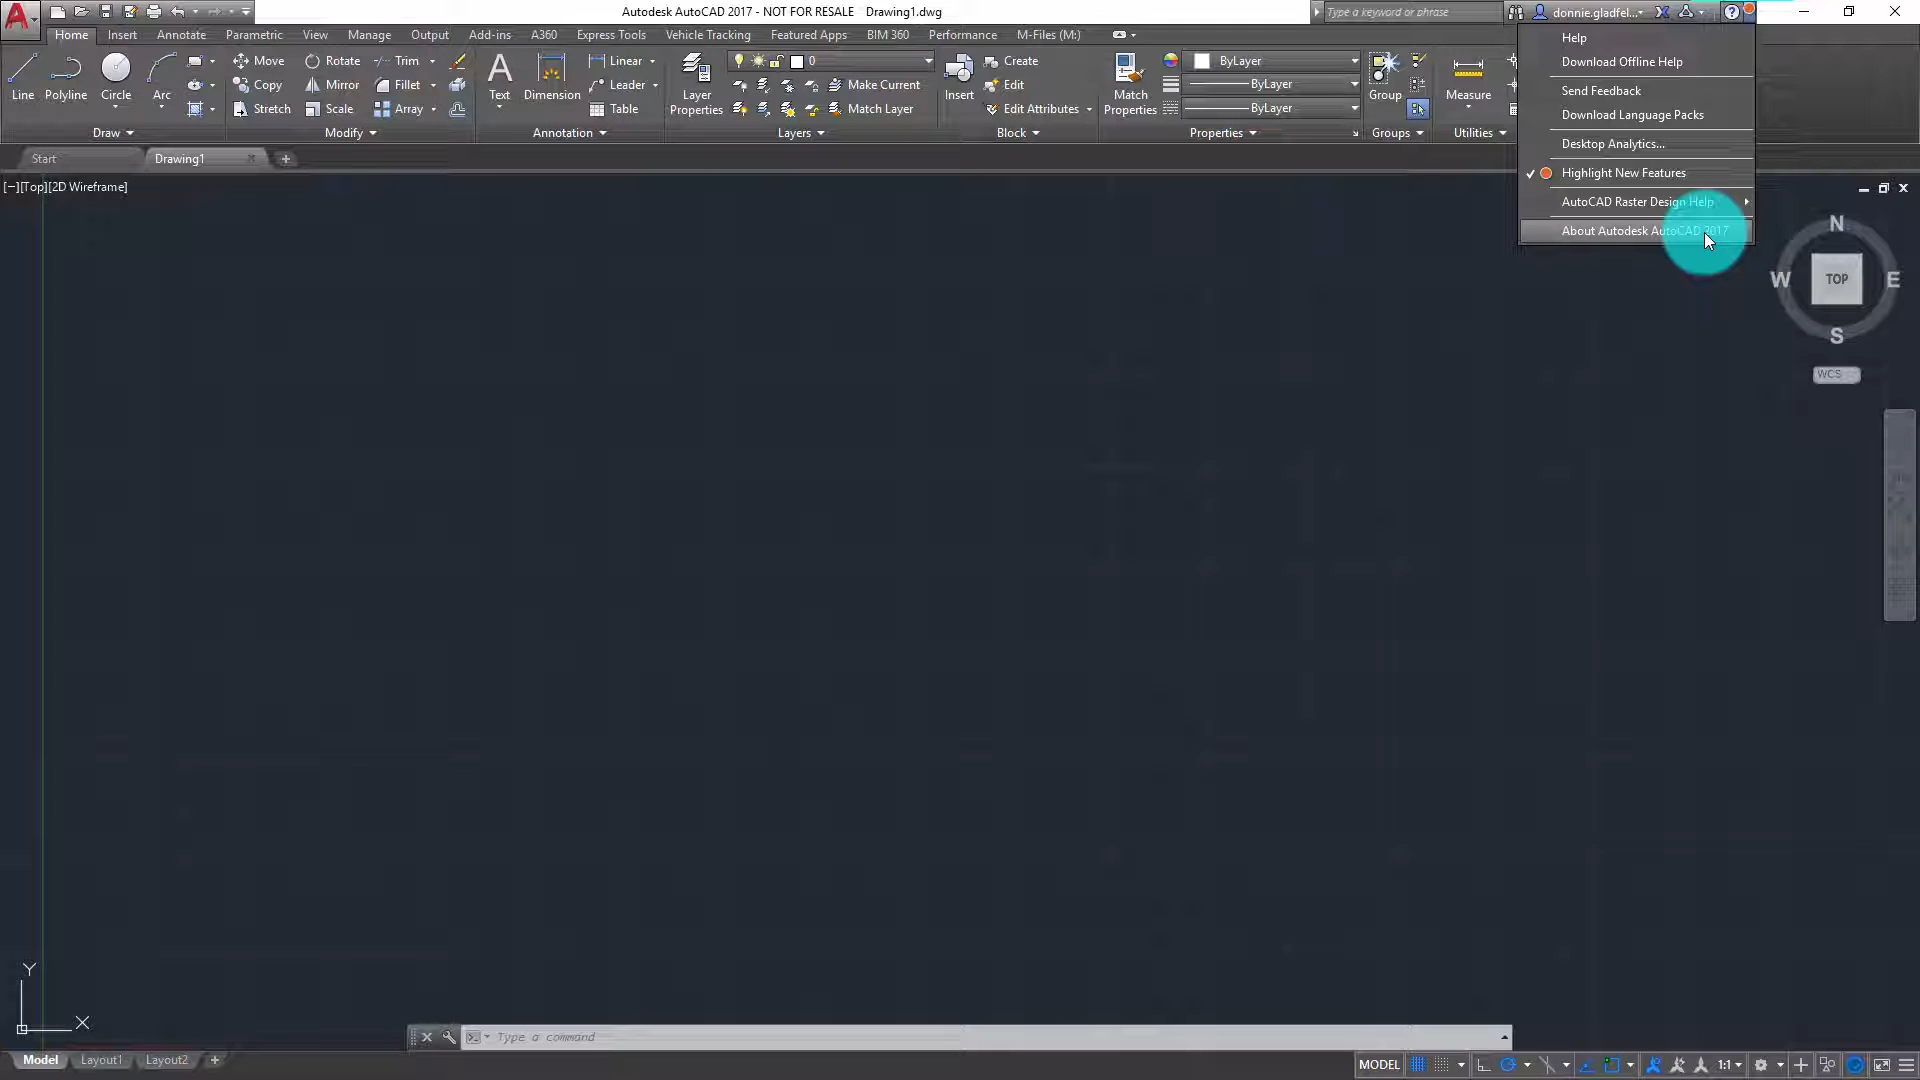 Autodesk AutoCAD 2017 - NOT FOR RESALE Drawing1.dwg
Type a keyword or phrase
donnie.gladfel...
Home Insert Annotate Parametric View Manage Output Add-ins A360 Express Tools Vehicle Tracking Featured Apps BIM 360 Performance M-Files (M:)
Line Polyline Circle Arc
Draw
Move Rotate Trim
Copy Mirror Fillet
Stretch Scale Array
Modify
Text Dimension
Linear
Leader
Table
Annotation
Layer Properties
0
Make Current
Match Layer
Layers
Insert
Create
Edit
Edit Attributes
Block
Match Properties
ByLayer
ByLayer
ByLayer
Properties
Group
Groups
Measure
Utilities
Help
Download Offline Help
Send Feedback
Download Language Packs
Desktop Analytics...
Highlight New Features
AutoCAD Raster Design Help
About Autodesk AutoCAD 2017
Start Drawing1
[−][Top][2D Wireframe]
N
W TOP E
S
WCS
Y
X
Type a command
Model Layout1 Layout2
MODEL 1:1